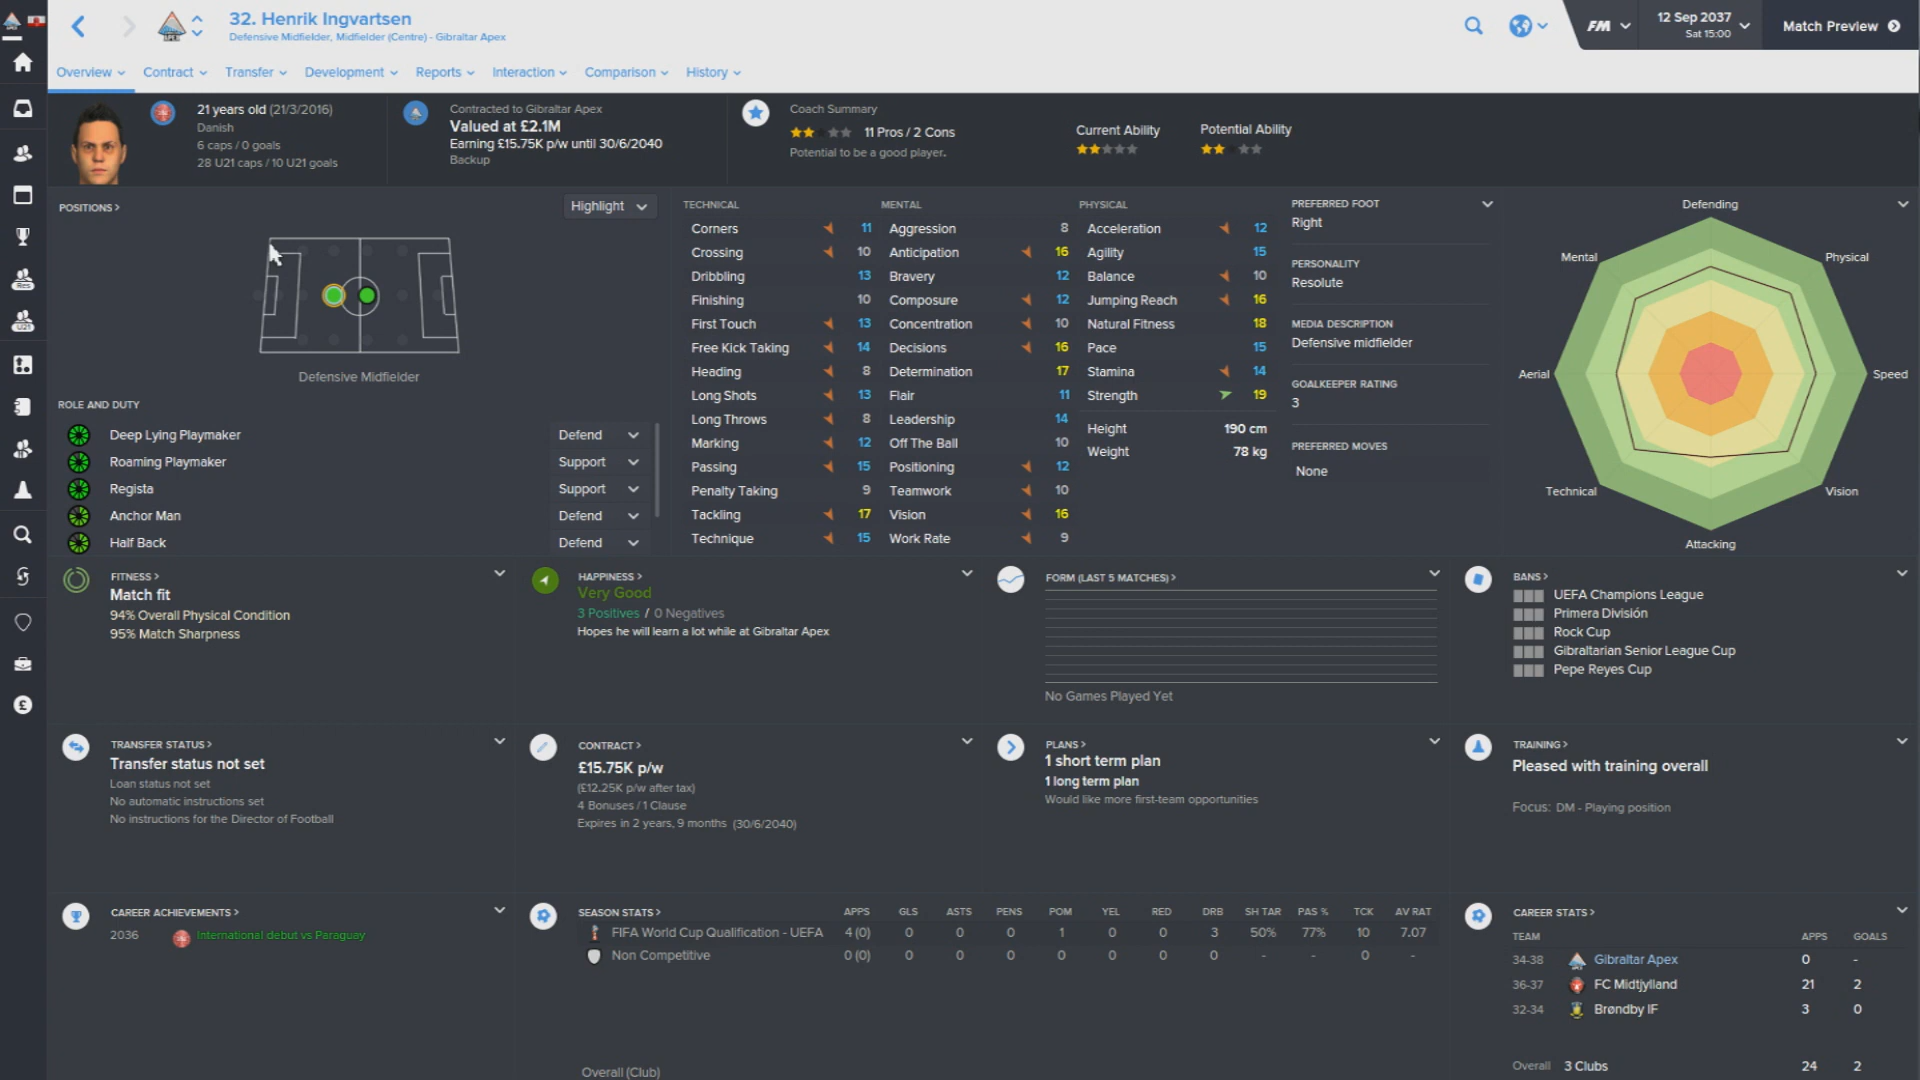 32. Henrik Ingvartsen
Defensive Midfielder, Midfielder (Centre) - Gibraltar Apex
FM
12 Sep 2037
Sat 15:00
Match Preview
Overview
Contract
Transfer
Development
Reports
Interaction
Comparison
History
21 years old (21/3/2016)
Danish
6 caps / 0 goals
28 U21 caps / 10 U21 goals
Contracted to Gibraltar Apex
Valued at £2.1M
Earning £15.75K p/w until 30/6/2040
Backup
Coach Summary
11 Pros / 2 Cons
Potential to be a good player.
Current Ability
Potential Ability
POSITIONS >
Highlight
Defensive Midfielder
ROLE AND DUTY
Deep Lying Playmaker Defend
Roaming Playmaker Support
Regista Support
Anchor Man Defend
Half Back Defend
TECHNICAL
Corners 11
Crossing 10
Dribbling 13
Finishing 10
First Touch 13
Free Kick Taking 14
Heading 8
Long Shots 13
Long Throws 8
Marking 12
Passing 15
Penalty Taking 9
Tackling 17
Technique 15
MENTAL
Aggression 8
Anticipation 16
Bravery 12
Composure 12
Concentration 10
Decisions 16
Determination 17
Flair 11
Leadership 14
Off The Ball 10
Positioning 12
Teamwork 10
Vision 16
Work Rate 9
PHYSICAL
Acceleration 12
Agility 15
Balance 10
Jumping Reach 16
Natural Fitness 18
Pace 15
Stamina 14
Strength 19
Height 190 cm
Weight 78 kg
PREFERRED FOOT
Right
PERSONALITY
Resolute
MEDIA DESCRIPTION
Defensive midfielder
GOALKEEPER RATING
3
PREFERRED MOVES
None
Defending
Mental
Physical
Aerial
Speed
Technical
Vision
Attacking
FITNESS >
Match fit
94% Overall Physical Condition
95% Match Sharpness
HAPPINESS >
Very Good
3 Positives / 0 Negatives
Hopes he will learn a lot while at Gibraltar Apex
FORM (LAST 5 MATCHES) >
No Games Played Yet
BANS >
UEFA Champions League
Primera División
Rock Cup
Gibraltarian Senior League Cup
Pepe Reyes Cup
TRANSFER STATUS >
Transfer status not set
Loan status not set
No automatic instructions set
No instructions for the Director of Football
CONTRACT >
£15.75K p/w
(£12.25K p/w after tax)
4 Bonuses / 1 Clause
Expires in 2 years, 9 months (30/6/2040)
PLANS >
1 short term plan
1 long term plan
Would like more first-team opportunities
TRAINING >
Pleased with training overall
Focus: DM - Playing position
CAREER ACHIEVEMENTS >
2036 International debut vs Paraguay
SEASON STATS > APPS GLS ASTS PENS POM YEL RED DRB SH TAR PAS % TCK AV RAT
FIFA World Cup Qualification - UEFA 4 (0) 0 0 0 1 0 0 3 50% 77% 10 7.07
Non Competitive 0 (0) 0 0 0 0 0 0 0 - - 0 -
Overall (Club)
CAREER STATS >
TEAM APPS GOALS
34-38 Gibraltar Apex 0 -
36-37 FC Midtjylland 21 2
32-34 Brøndby IF 3 0
Overall 3 Clubs 24 2
Res
U21